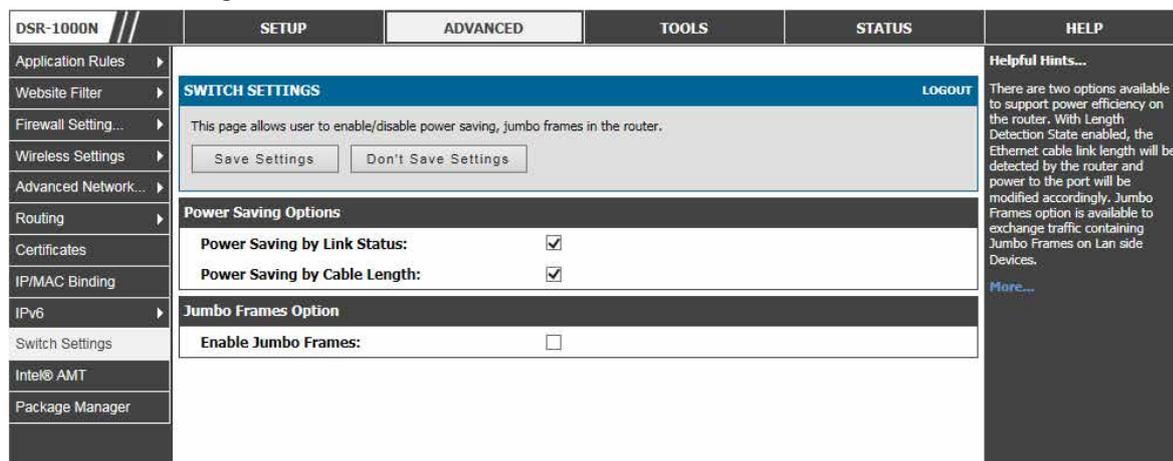 DSR-1000N
SETUP
ADVANCED
TOOLS
STATUS
HELP
Application Rules
Website Filter
Firewall Setting...
Wireless Settings
Advanced Network...
Routing
Certificates
IP/MAC Binding
IPv6
Switch Settings
Intel® AMT
Package Manager
SWITCH SETTINGS
LOGOUT
This page allows user to enable/disable power saving, jumbo frames in the router.
Save Settings
Don't Save Settings
Power Saving Options
Power Saving by Link Status:
Power Saving by Cable Length:
Jumbo Frames Option
Enable Jumbo Frames:
Helpful Hints...
There are two options available
to support power efficiency on
the router. With Length
Detection State enabled, the
Ethernet cable link length will be
detected by the router and
power to the port will be
modified accordingly. Jumbo
Frames option is available to
exchange traffic containing
Jumbo Frames on Lan side
Devices.
More...